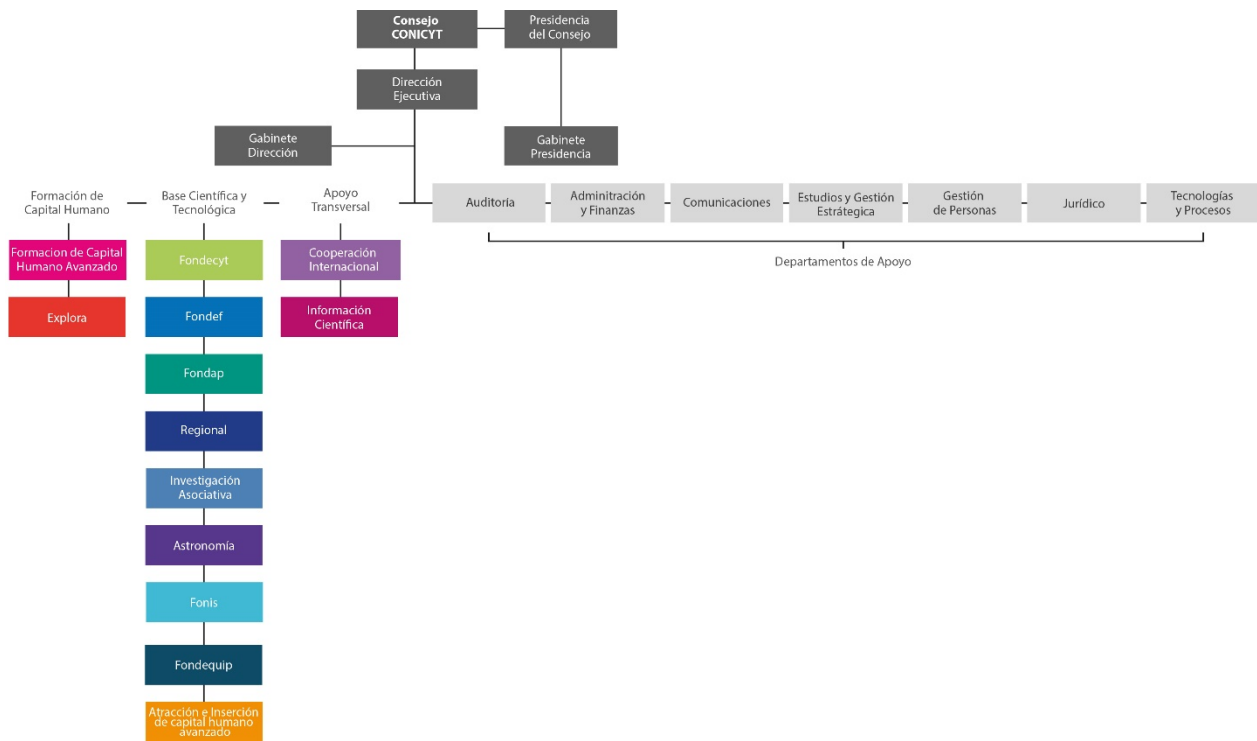 Consejo
CONICYT
Presidencia
del Consejo
Dirección
Ejecutiva
Gabinete
Dirección
Gabinete
Presidencia
Formación de
Capital Humano
Base Científica y
Tecnológica
Apoyo
Transversal
Auditoría
Adminitración
y Finanzas
Comunicaciones
Estudios y Gestión
Estrátegica
Gestión
de Personas
Jurídico
Tecnologías
y Procesos
Departamentos de Apoyo
Formacion de Capital
Humano Avanzado
Explora
Fondecyt
Fondef
Fondap
Regional
Investigación
Asociativa
Astronomía
Fonis
Fondequip
Atracción e Inserción
de capital humano
avanzado
Cooperación
Internacional
Información
Científica